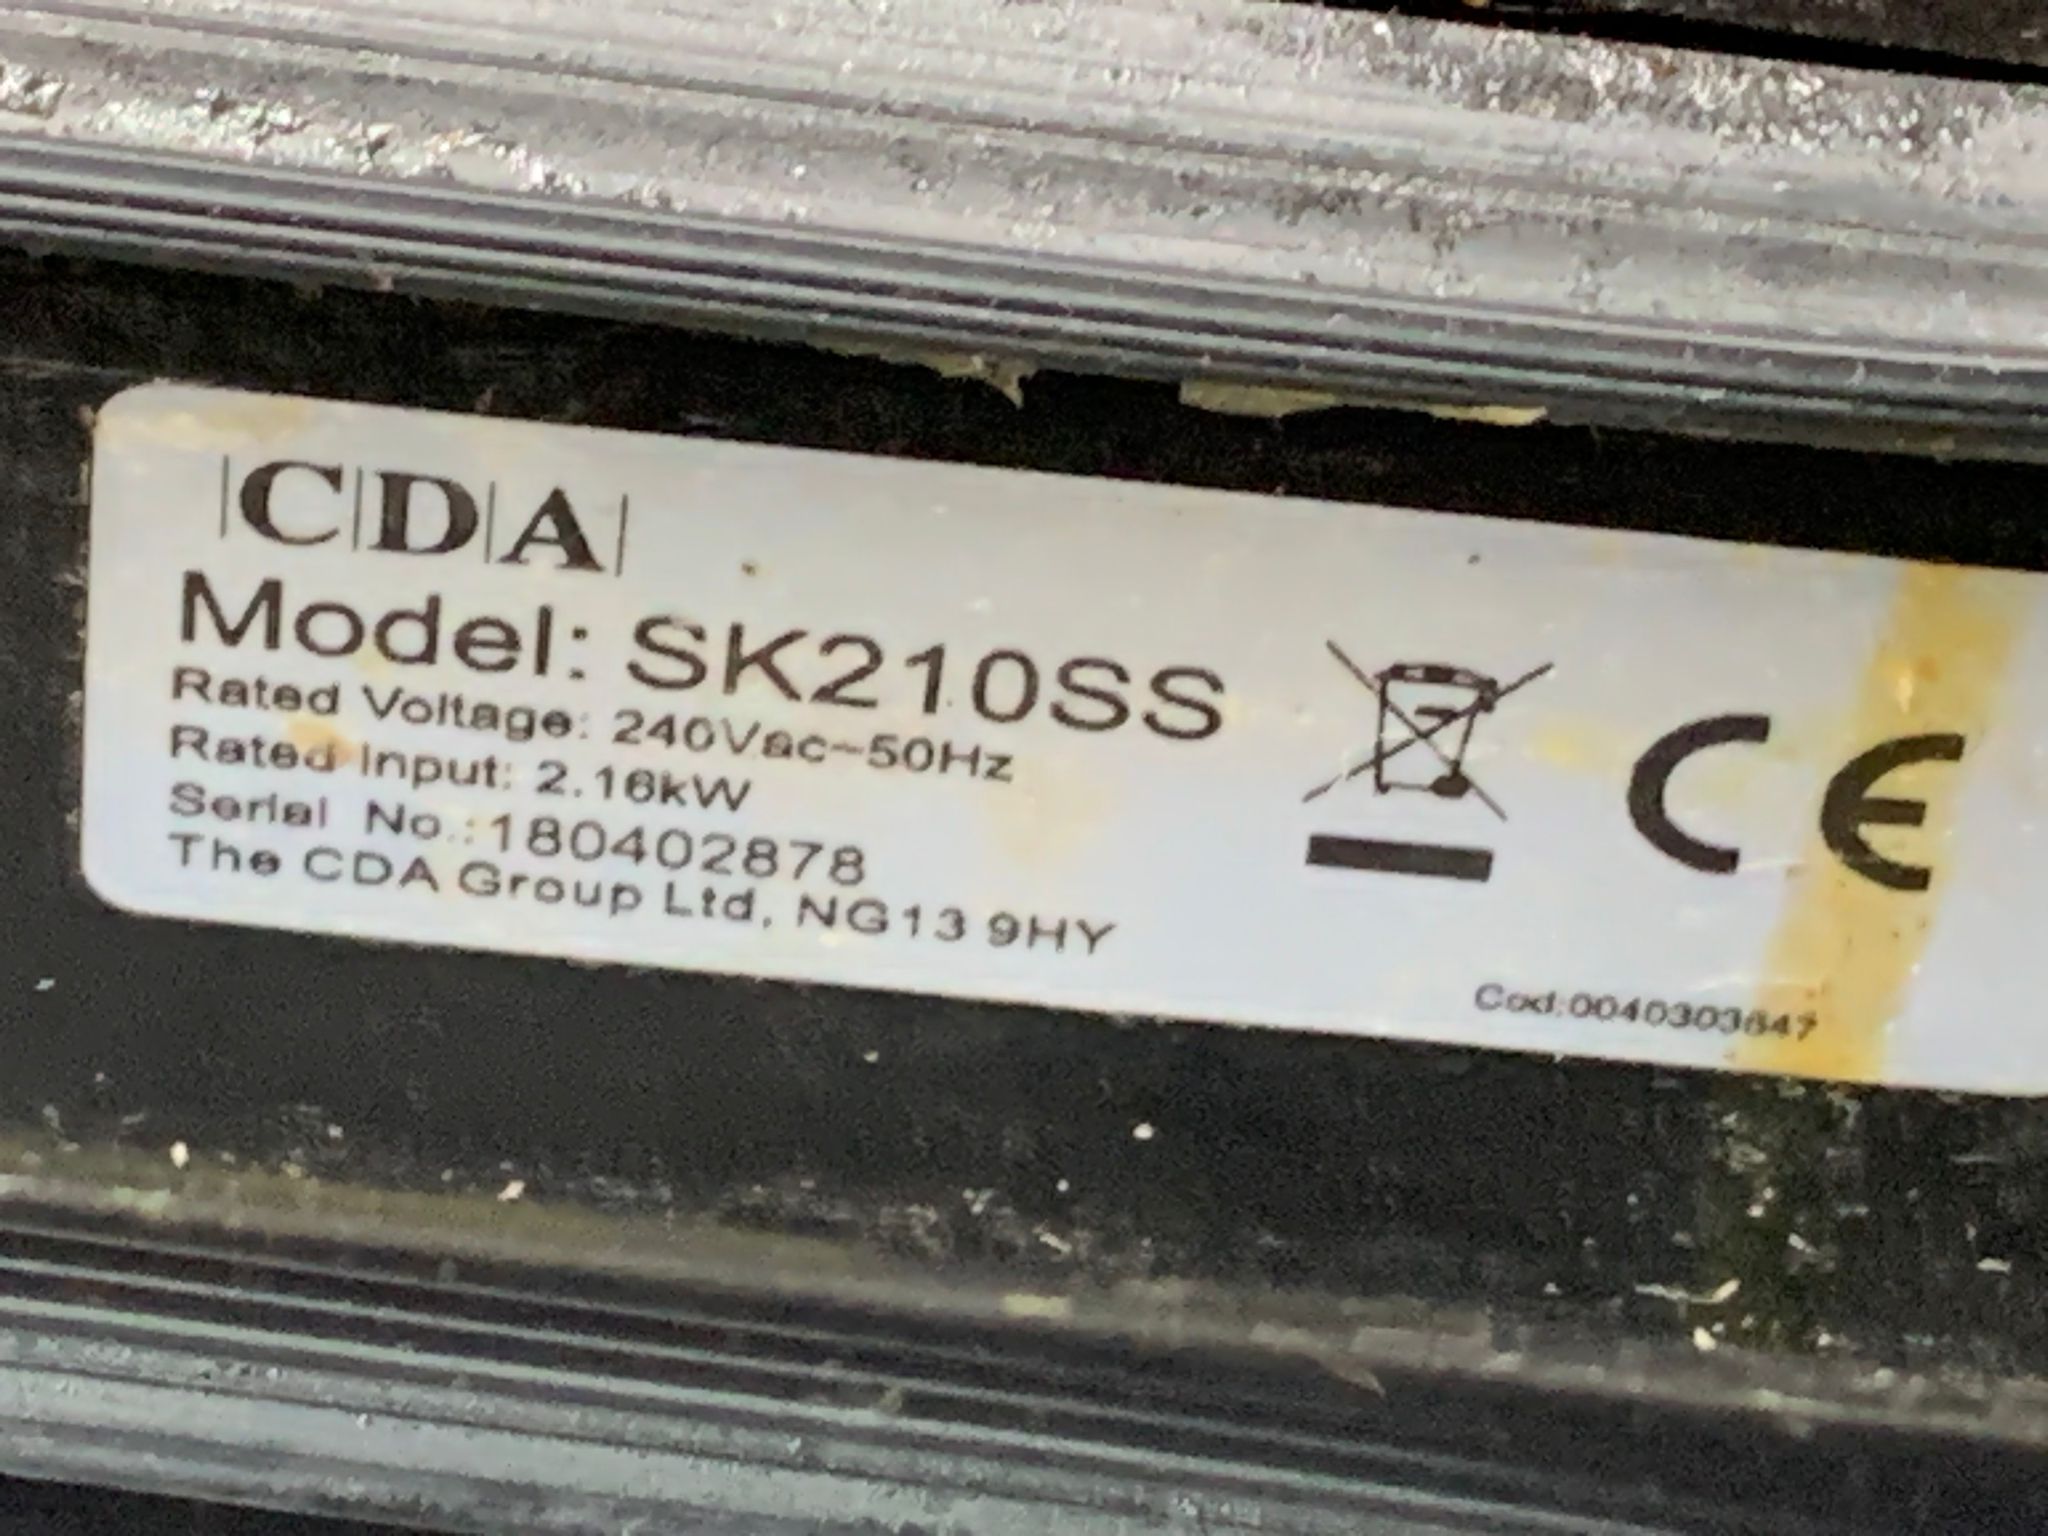 CDA
Model: SK210SS
Rated Voltage: 240Vac~50Hz
Rated Input: 2.16kW
Serial No.: 180402878
The CDA Group Ltd, NG13 9HY
CE
Cod:0040303647